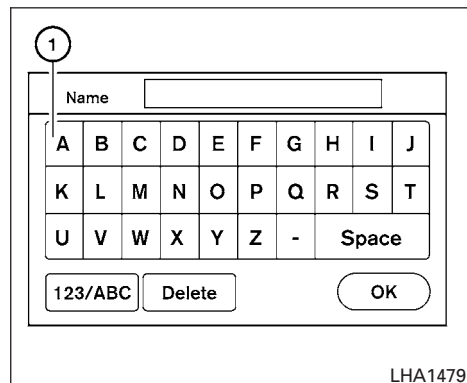 1
Name
A B C D E F G H I J
K L M N O P Q R S T
U V W X Y Z - Space
123/ABC Delete OK
LHA1479